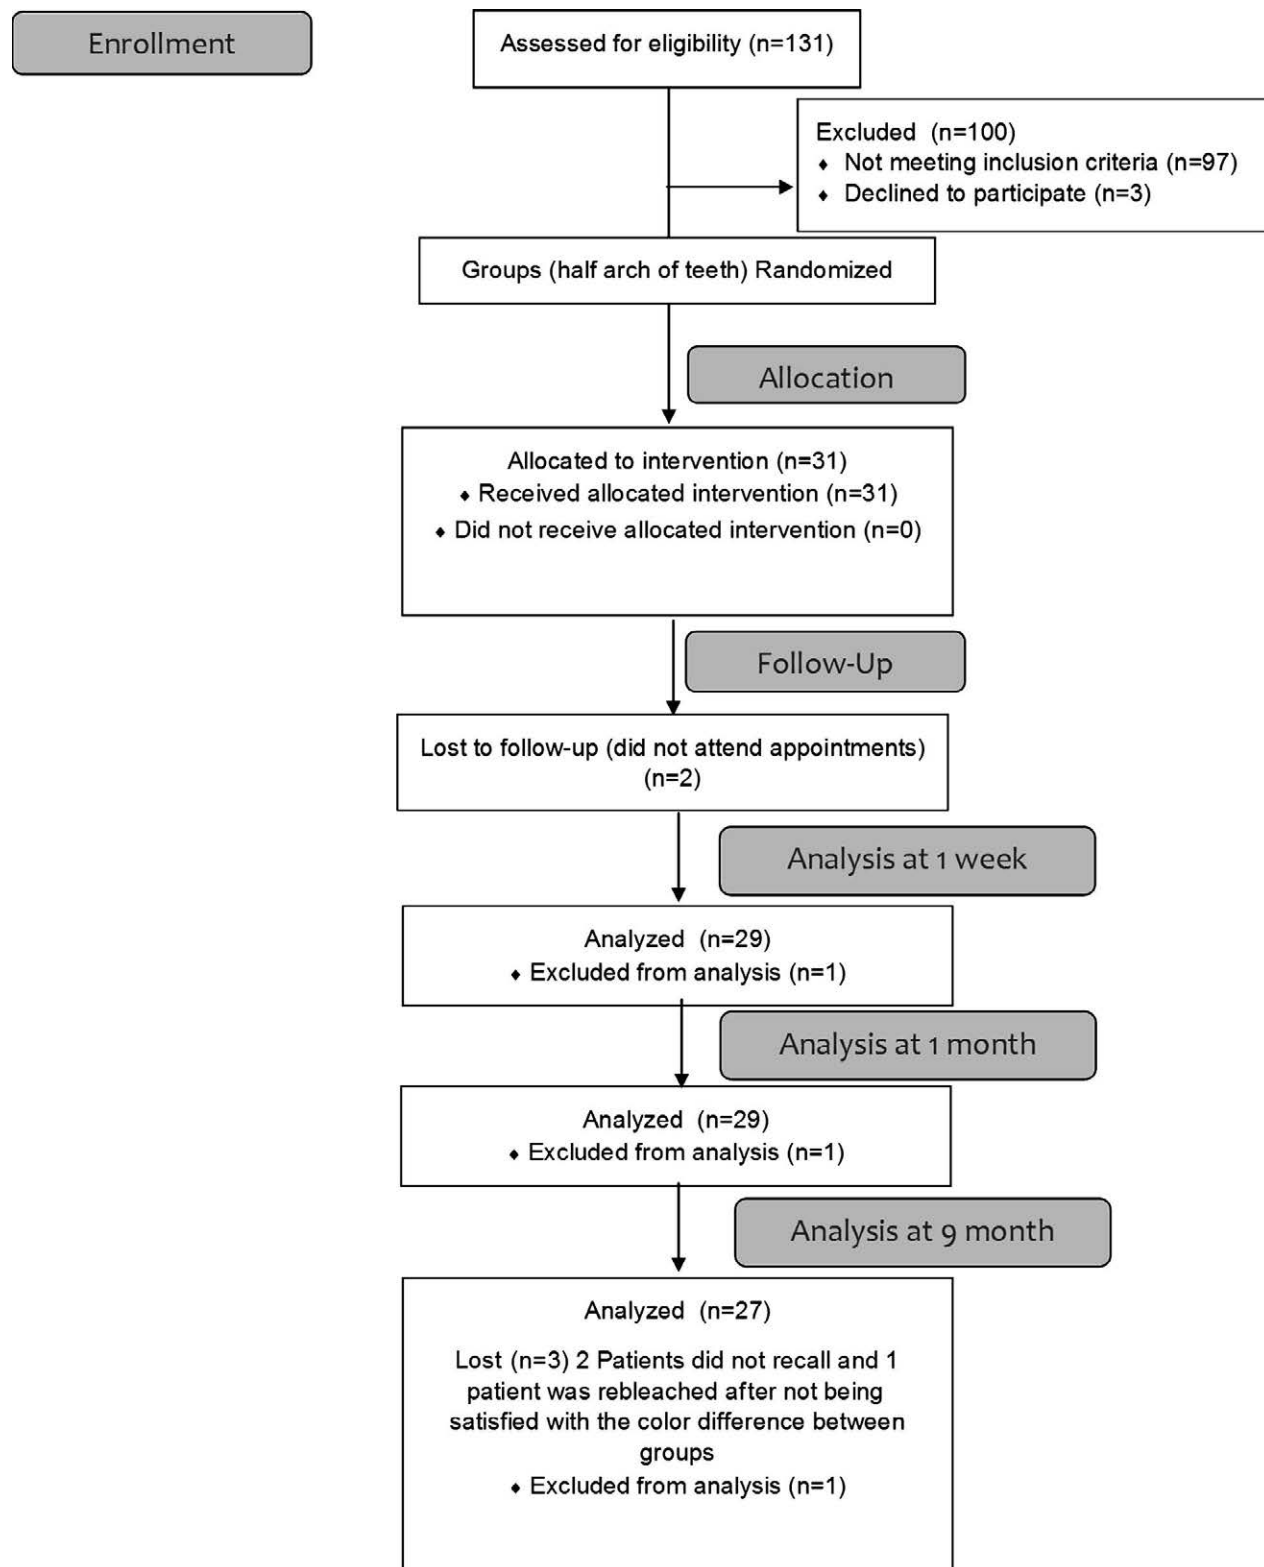 Enrollment
Assessed for eligibility (n=131)
Excluded (n=100)
♦ Not meeting inclusion criteria (n=97)
♦ Declined to participate (n=3)
Groups (half arch of teeth) Randomized
Allocation
Allocated to intervention (n=31)
♦ Received allocated intervention (n=31)
♦ Did not receive allocated intervention (n=0)
Follow-Up
Lost to follow-up (did not attend appointments)
(n=2)
Analysis at 1 week
Analyzed (n=29)
♦ Excluded from analysis (n=1)
Analysis at 1 month
Analyzed (n=29)
♦ Excluded from analysis (n=1)
Analysis at 9 month
Analyzed (n=27)
Lost (n=3) 2 Patients did not recall and 1
patient was rebleached after not being
satisfied with the color difference between
groups
♦ Excluded from analysis (n=1)